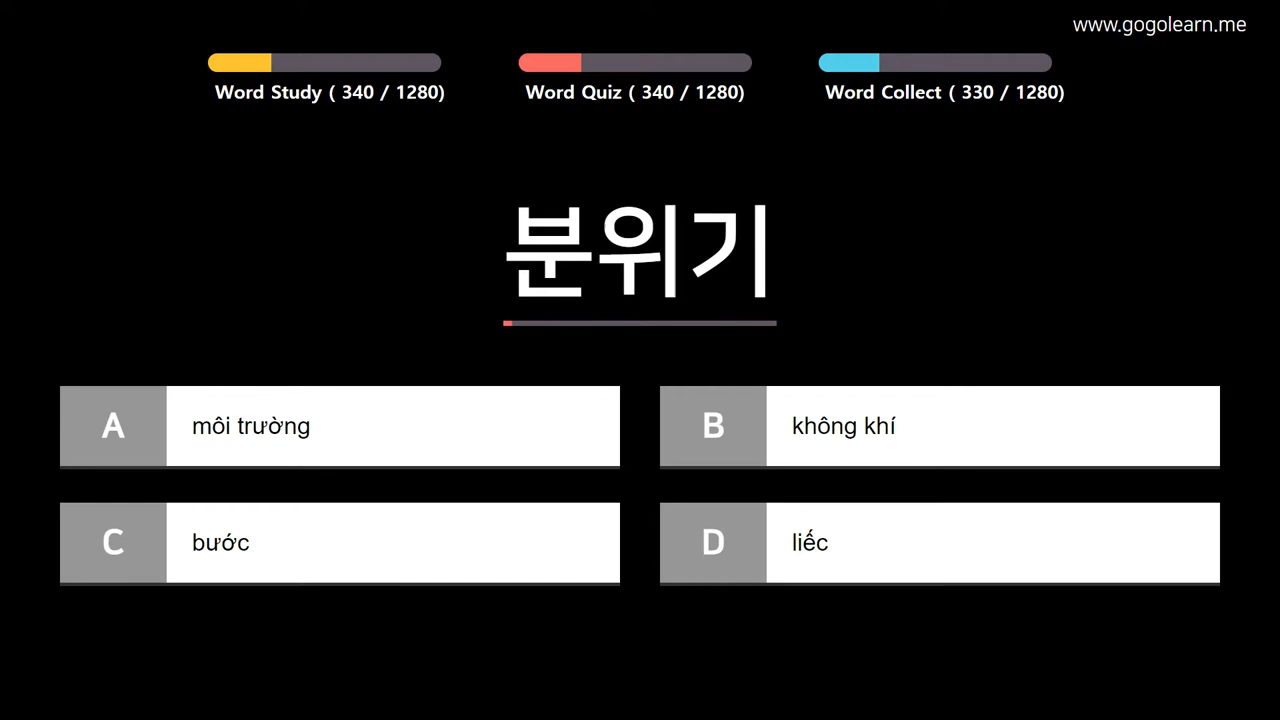 www.gogolearn.me
Word Study ( 340 / 1280)
Word Quiz ( 340 / 1280)
Word Collect ( 330 / 1280)
분위기
A môi trường
B không khí
C bước
D liếc